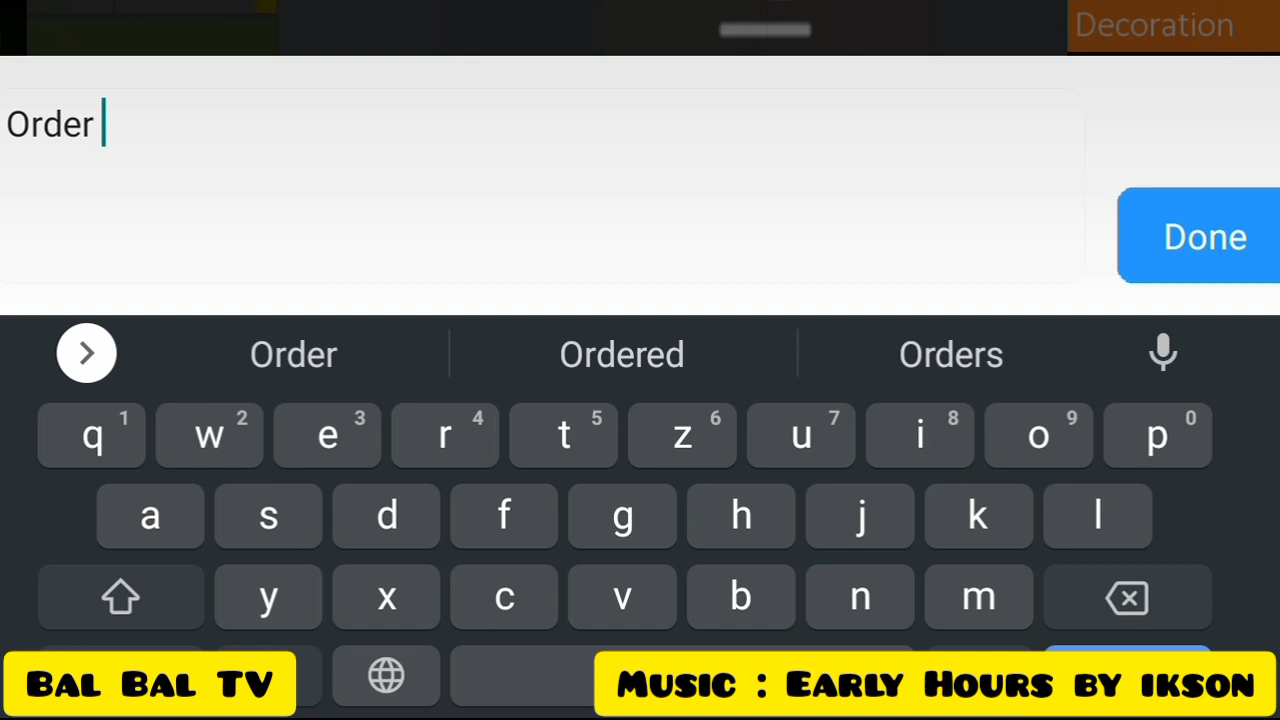 Decoration
Order
Done
Order Ordered Orders
q 1 w 2 e 3 r 4 t 5 z 6 u 7 i 8 o 9 p 0
a s d f g h j k l
y x c v b n m
Bal Bal TV Music : Early Hours by ikson